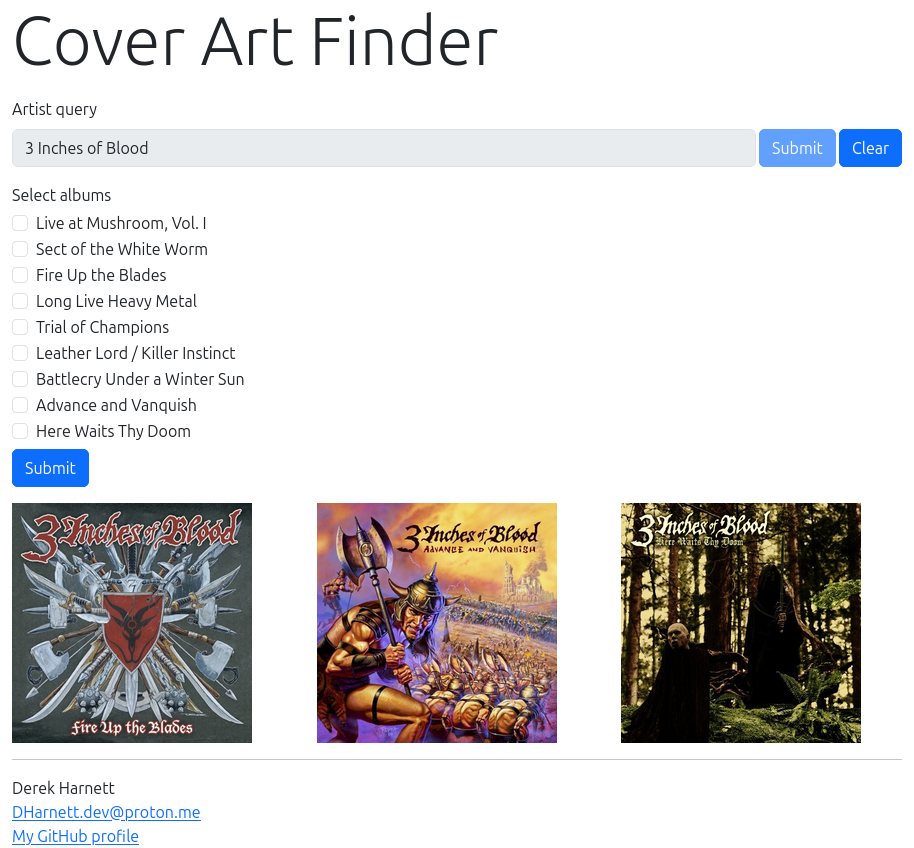 Cover Art Finder
Artist query
3 Inches of Blood
Submit
Clear
Select albums
Live at Mushroom, Vol. I
Sect of the White Worm
Fire Up the Blades
Long Live Heavy Metal
Trial of Champions
Leather Lord / Killer Instinct
Battlecry Under a Winter Sun
Advance and Vanquish
Here Waits Thy Doom
Submit
3 Inches of Blood
Fire Up the Blades
3 Inches of Blood
ADVANCE AND VANQUISH
3 Inches of Blood
Here Waits Thy Doom
Derek Harnett
DHarnett.dev@proton.me
My GitHub profile